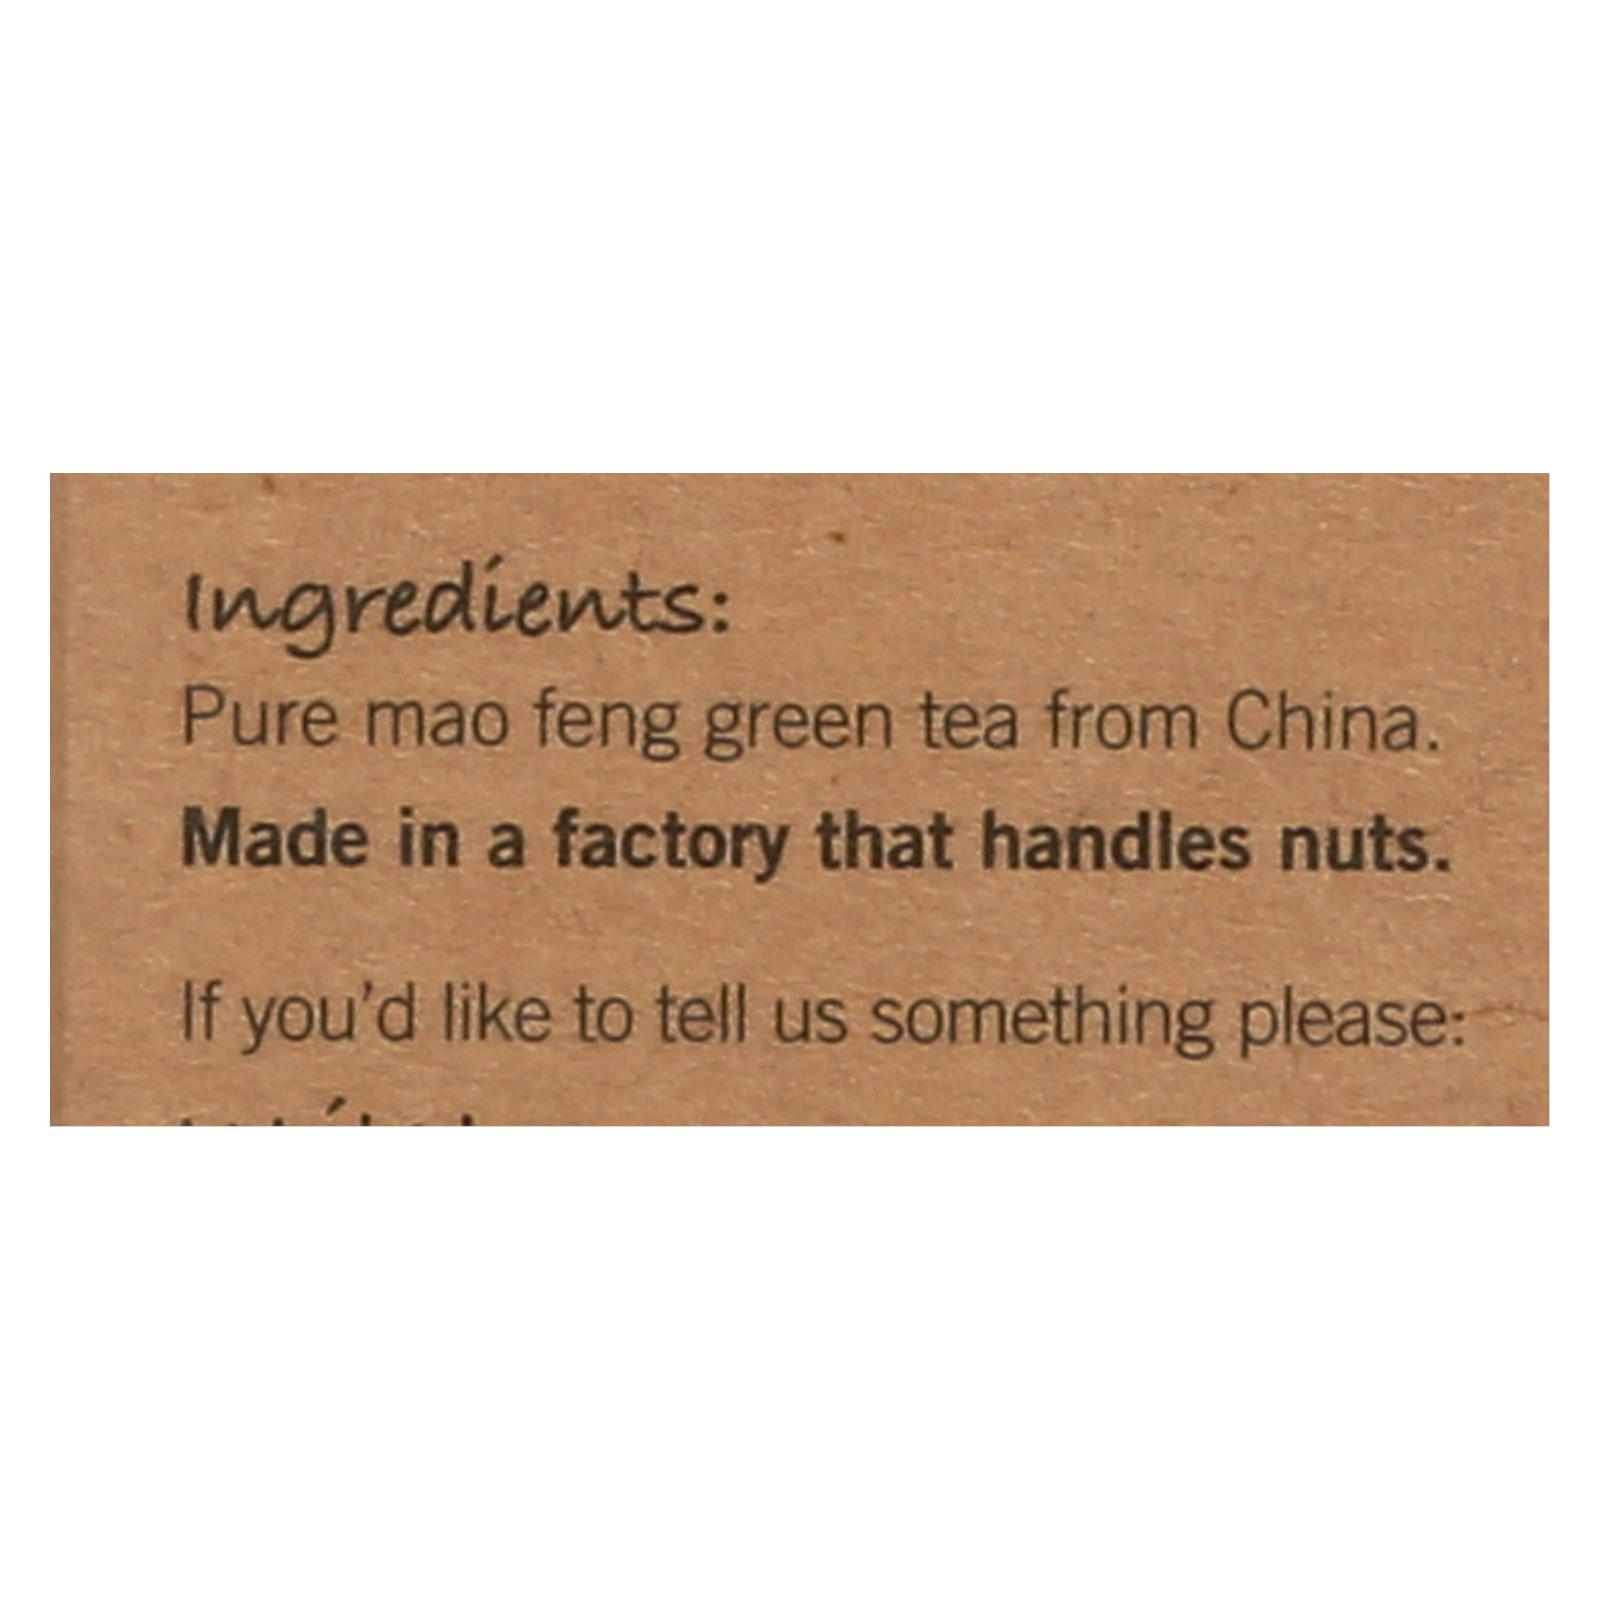 Ingredients:
Pure mao feng green tea from China.
Made in a factory that handles nuts.
If you'd like to tell us something please: